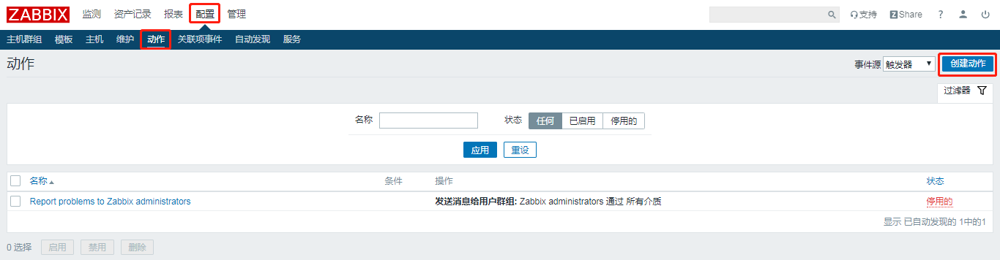 ZABBIX 监测 资产记录 报表 配置 管理 支持 Z Share ?
主机群组 模板 主机 维护 动作 关联项事件 自动发现 服务
动作 事件源 触发器 创建动作
过滤器
名称 状态 任何 已启用 停用的
应用 重设
名称 条件 操作 状态
Report problems to Zabbix administrators 发送消息给用户群组: Zabbix administrators 通过 所有介质 停用的
显示 已自动发现的 1中的1
0 选择 启用 禁用 删除